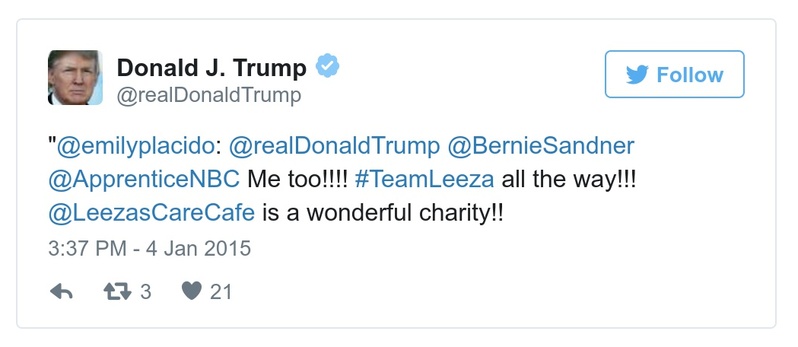 Donald J. Trump
@realDonaldTrump
Follow
"@emilyplacido: @realDonaldTrump @BernieSandner
@ApprenticeNBC Me too!!!! #TeamLeeza all the way!!!
@LeezasCareCafe is a wonderful charity!!
3:37 PM - 4 Jan 2015
3 21